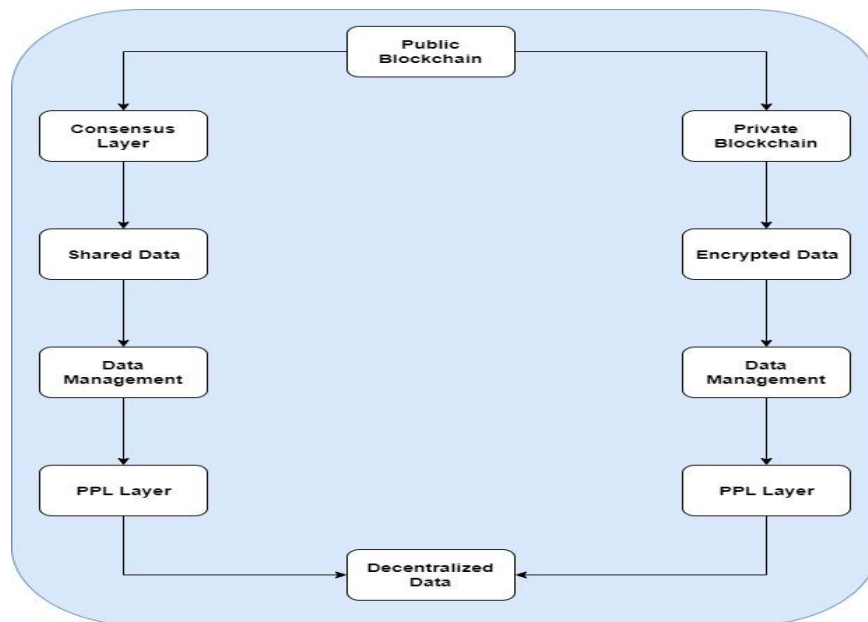 Public
Blockchain
Consensus
Layer
Private
Blockchain
Shared Data
Encrypted Data
Data
Management
Data
Management
PPL Layer
PPL Layer
Decentralized
Data